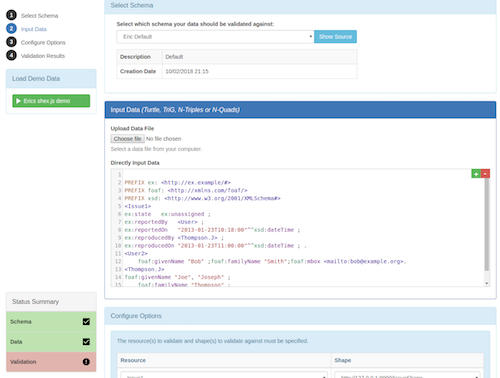 1 Select Schema
2 Input Data
3 Configure Options
4 Validation Results
Load Demo Data
Erics shex.js demo
Status Summary
Schema
Data
Validation
Select Schema
Select which schema your data should be validated against:
Eric Default
Show Source
Description Default
Creation Date 10/02/2018 21:15
Input Data (Turtle, TriG, N-Triples or N-Quads)
Upload Data File
Choose file No file chosen
Select a data file from your computer.
Directly Input Data
+ -
1
2 PREFIX ex: <http://ex.example/#>
3 PREFIX foaf: <http://xmlns.com/foaf/>
4 PREFIX xsd: <http://www.w3.org/2001/XMLSchema#>
5 <Issue1>
6 ex:state ex:unassigned ;
7 ex:reportedBy <User> ;
8 ex:reportedOn "2013-01-23T10:18:00"^^xsd:dateTime ;
9 ex:reproducedBy <Thompson.J> ;
10 ex:reproducedOn "2013-01-23T11:00:00"^^xsd:dateTime ; .
11 <User2>
12 foaf:givenName "Bob" ;foaf:familyName "Smith";foaf:mbox <mailto:bob@example.org>.
13 <Thompson.J>
14 foaf:givenName "Joe", "Joseph" ;
15 foaf:familyName "Thompson" ;
Configure Options
The resource(s) to validate and shape(s) to validate against must be specified.
Resource Shape